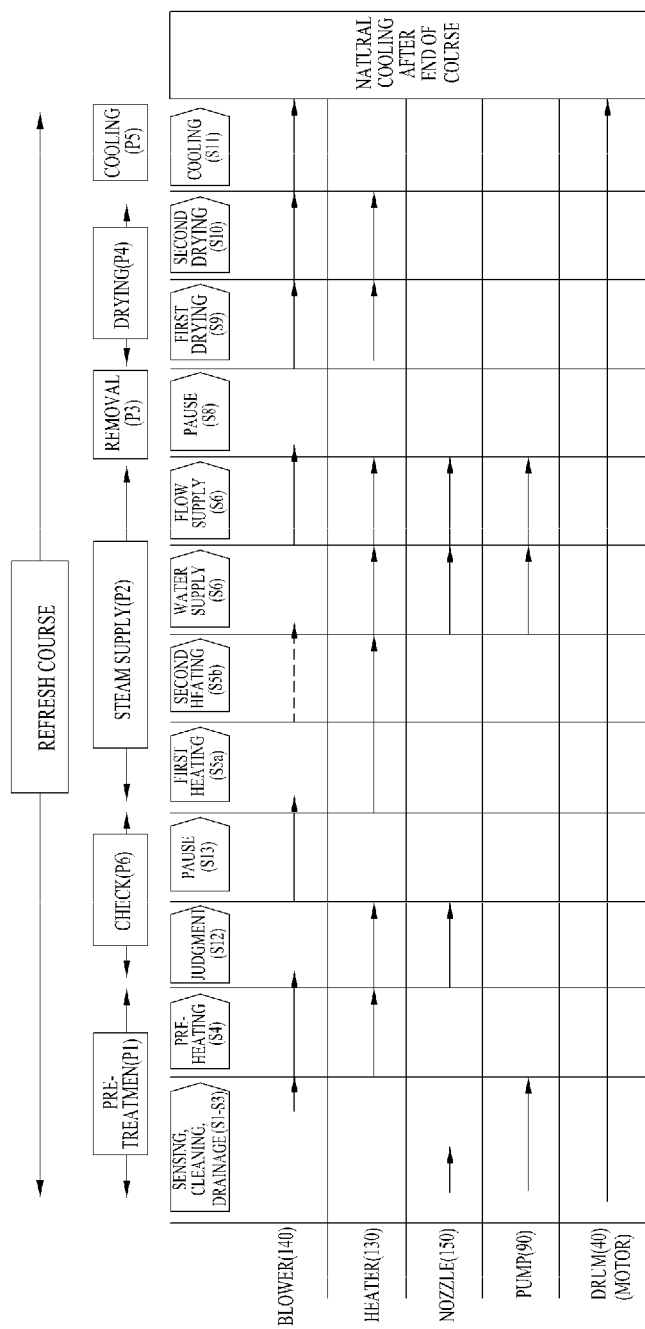 REFRESH COURSE
PRE-
TREATMEN(P1)
CHECK(P6)
STEAM SUPPLY(P2)
REMOVAL
(P3)
DRYING(P4)
COOLING
(P5)
SENSING,
CLEANING,
DRAINAGE (S1-S3)
PRE-
HEATING
(S4)
JUDGMENT
(S12)
PAUSE
(S13)
FIRST
HEATING
(S5a)
SECOND
HEATING
(S5b)
WATER
SUPPLY
(S6)
FLOW
SUPPLY
(S6)
PAUSE
(S8)
FIRST
DRYING
(S9)
SECOND
DRYING
(S10)
COOLING
(S11)
NATURAL
COOLING
AFTER
END OF
COURSE
BLOWER(140)
HEATER(130)
NOZZLE(150)
PUMP(90)
DRUM(40)
(MOTOR)